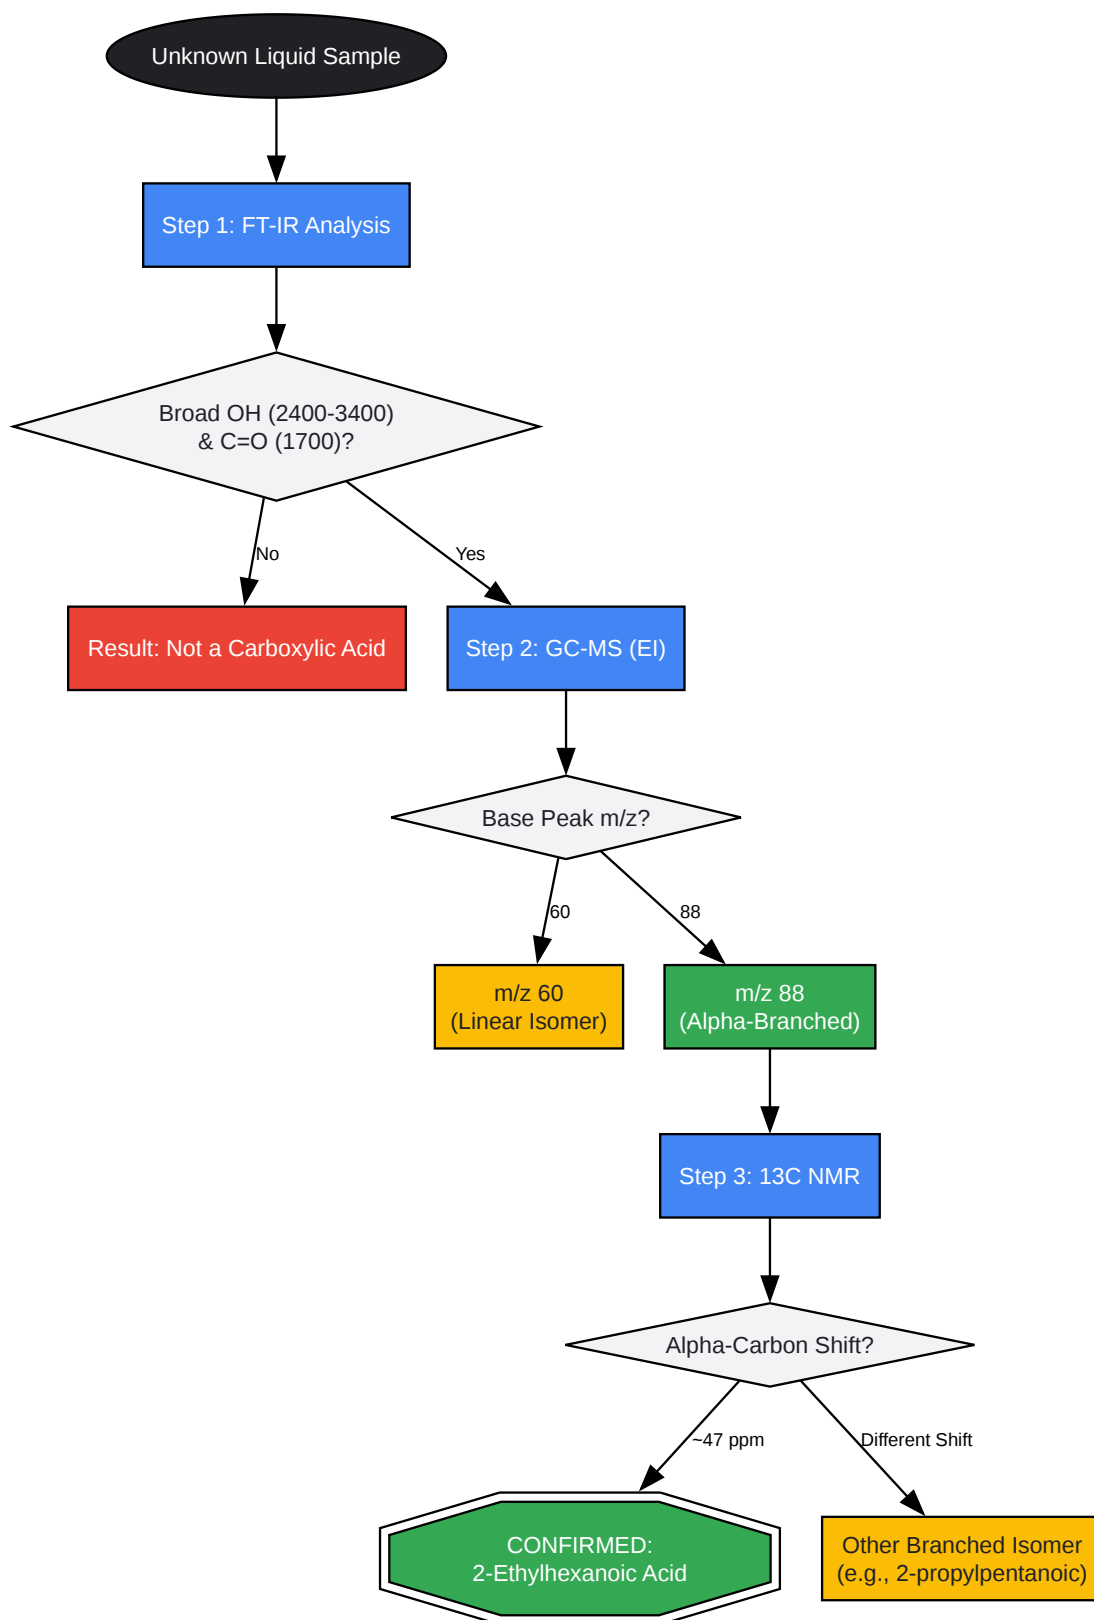 Unknown Liquid Sample
Step 1: FT-IR Analysis
Broad OH (2400-3400)
& C=O (1700)?
No
Yes
Result: Not a Carboxylic Acid
Step 2: GC-MS (EI)
Base Peak m/z?
60
88
m/z 60
(Linear Isomer)
m/z 88
(Alpha-Branched)
Step 3: 13C NMR
Alpha-Carbon Shift?
~47 ppm
Different Shift
CONFIRMED:
2-Ethylhexanoic Acid
Other Branched Isomer
(e.g., 2-propylpentanoic)